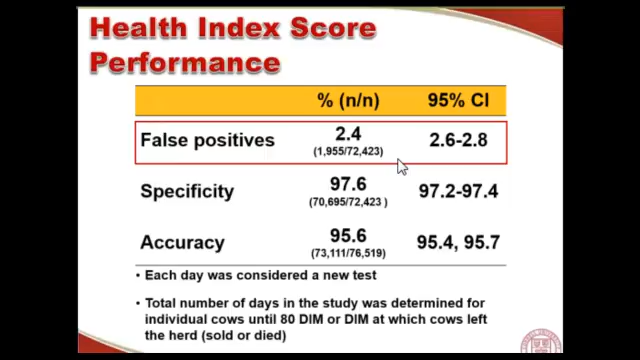 Health Index Score
Performance
% (n/n) 95% CI
False positives 2.4 2.6-2.8
(1,955/72,423)
Specificity 97.6 97.2-97.4
(70,695/72,423 )
Accuracy 95.6 95.4, 95.7
(73,111/76,519)
• Each day was considered a new test
• Total number of days in the study was determined for
individual cows until 80 DIM or DIM at which cows left
the herd (sold or died)